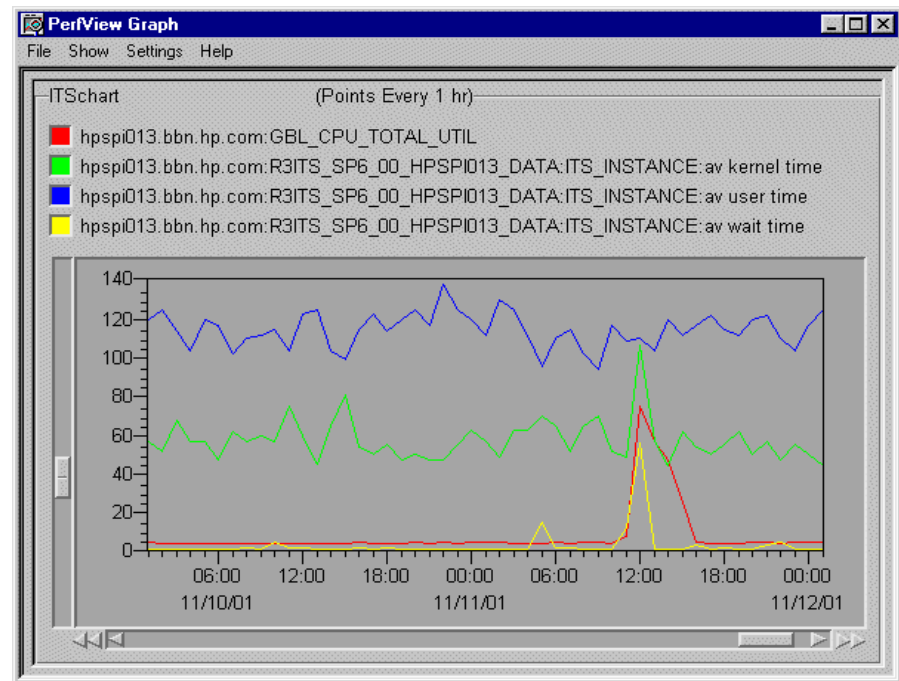 PerfView Graph
File Show Settings Help
ITSchart (Points Every 1 hr)
hpspi013.bbn.hp.com:GBL_CPU_TOTAL_UTIL
hpspi013.bbn.hp.com:R3ITS_SP6_00_HPSPI013_DATA:ITS_INSTANCE:av kernel time
hpspi013.bbn.hp.com:R3ITS_SP6_00_HPSPI013_DATA:ITS_INSTANCE:av user time
hpspi013.bbn.hp.com:R3ITS_SP6_00_HPSPI013_DATA:ITS_INSTANCE:av wait time
140
120
100
80
60
40
20
0
06:00 12:00 18:00 00:00 06:00 12:00 18:00 00:00
11/10/01 11/11/01 11/12/01